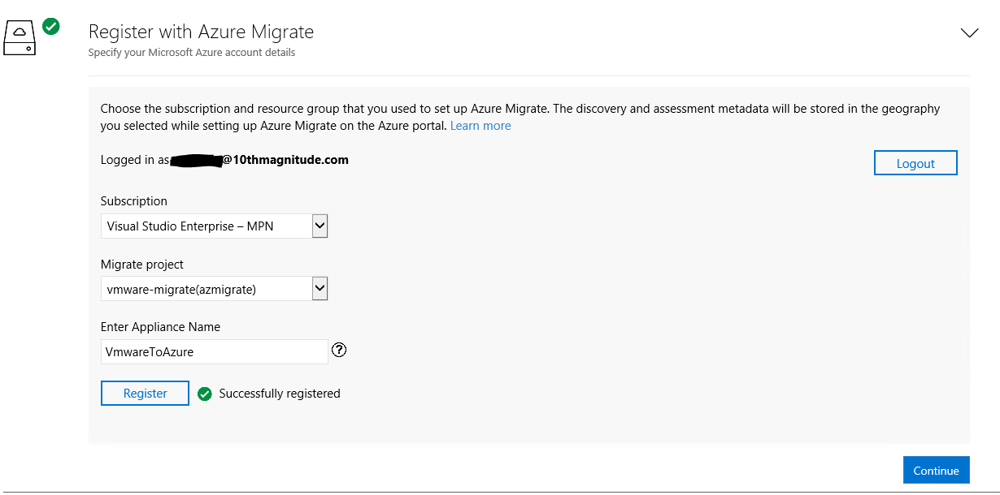 Register with Azure Migrate
Specify your Microsoft Azure account details
Choose the subscription and resource group that you used to set up Azure Migrate. The discovery and assessment metadata will be stored in the geography
you selected while setting up Azure Migrate on the Azure portal. Learn more
Logged in as @10thmagnitude.com
Logout
Subscription
Visual Studio Enterprise – MPN
Migrate project
vmware-migrate(azmigrate)
Enter Appliance Name
VmwareToAzure ?
Register Successfully registered
Continue